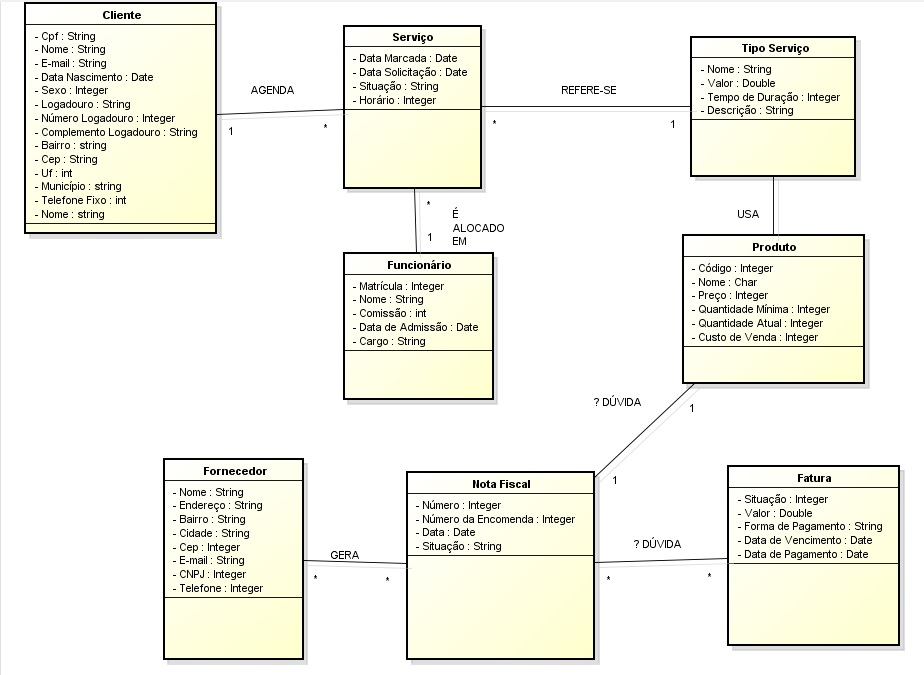 Cliente
- Cpf : String
- Nome : String
- E-mail : String
- Data Nascimento : Date
- Sexo : Integer
- Logadouro : String
- Número Logadouro : Integer
- Complemento Logadouro : String
- Bairro : string
- Cep : String
- Uf : int
- Município : string
- Telefone Fixo : int
- Nome : string
AGENDA
1
*
Serviço
- Data Marcada : Date
- Data Solicitação : Date
- Situação : String
- Horário : Integer
REFERE-SE
*
1
Tipo Serviço
- Nome : String
- Valor : Double
- Tempo de Duração : Integer
- Descrição : String
*
1
É
ALOCADO
EM
USA
Funcionário
- Matrícula : Integer
- Nome : String
- Comissão : int
- Data de Admissão : Date
- Cargo : String
Produto
- Código : Integer
- Nome : Char
- Preço : Integer
- Quantidade Mínima : Integer
- Quantidade Atual : Integer
- Custo de Venda : Integer
? DÚVIDA
1
1
Fornecedor
- Nome : String
- Endereço : String
- Bairro : String
- Cidade : String
- Cep : Integer
- E-mail : String
- CNPJ : Integer
- Telefone : Integer
GERA
*
*
Nota Fiscal
- Número : Integer
- Número da Encomenda : Integer
- Data : Date
- Situação : String
? DÚVIDA
*
*
Fatura
- Situação : Integer
- Valor : Double
- Forma de Pagamento : String
- Data de Vencimento : Date
- Data de Pagamento : Date